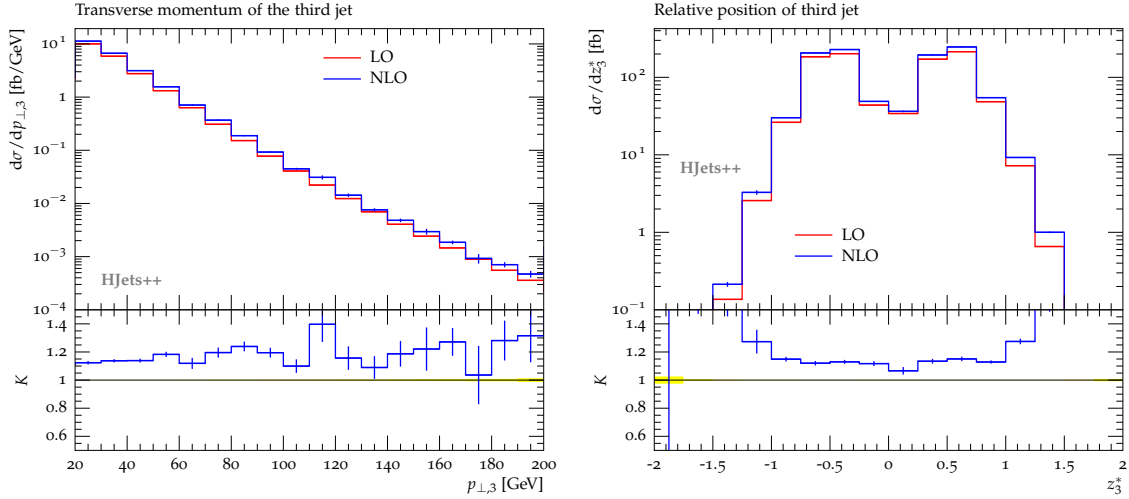 Transverse momentum of the third jet
dσ/dp⊥,3 [fb/GeV]
10^1
1
10^−1
10^−2
10^−3
10^−4
LO
NLO
HJets++
K
1.4
1.2
1
0.8
0.6
20 40 60 80 100 120 140 160 180 200
p⊥,3 [GeV]
Relative position of third jet
dσ/dz*3 [fb]
10^2
10^1
1
10^−1
HJets++
LO
NLO
K
1.4
1.2
1
0.8
0.6
-2 -1.5 -1 -0.5 0 0.5 1 1.5 2
z*3